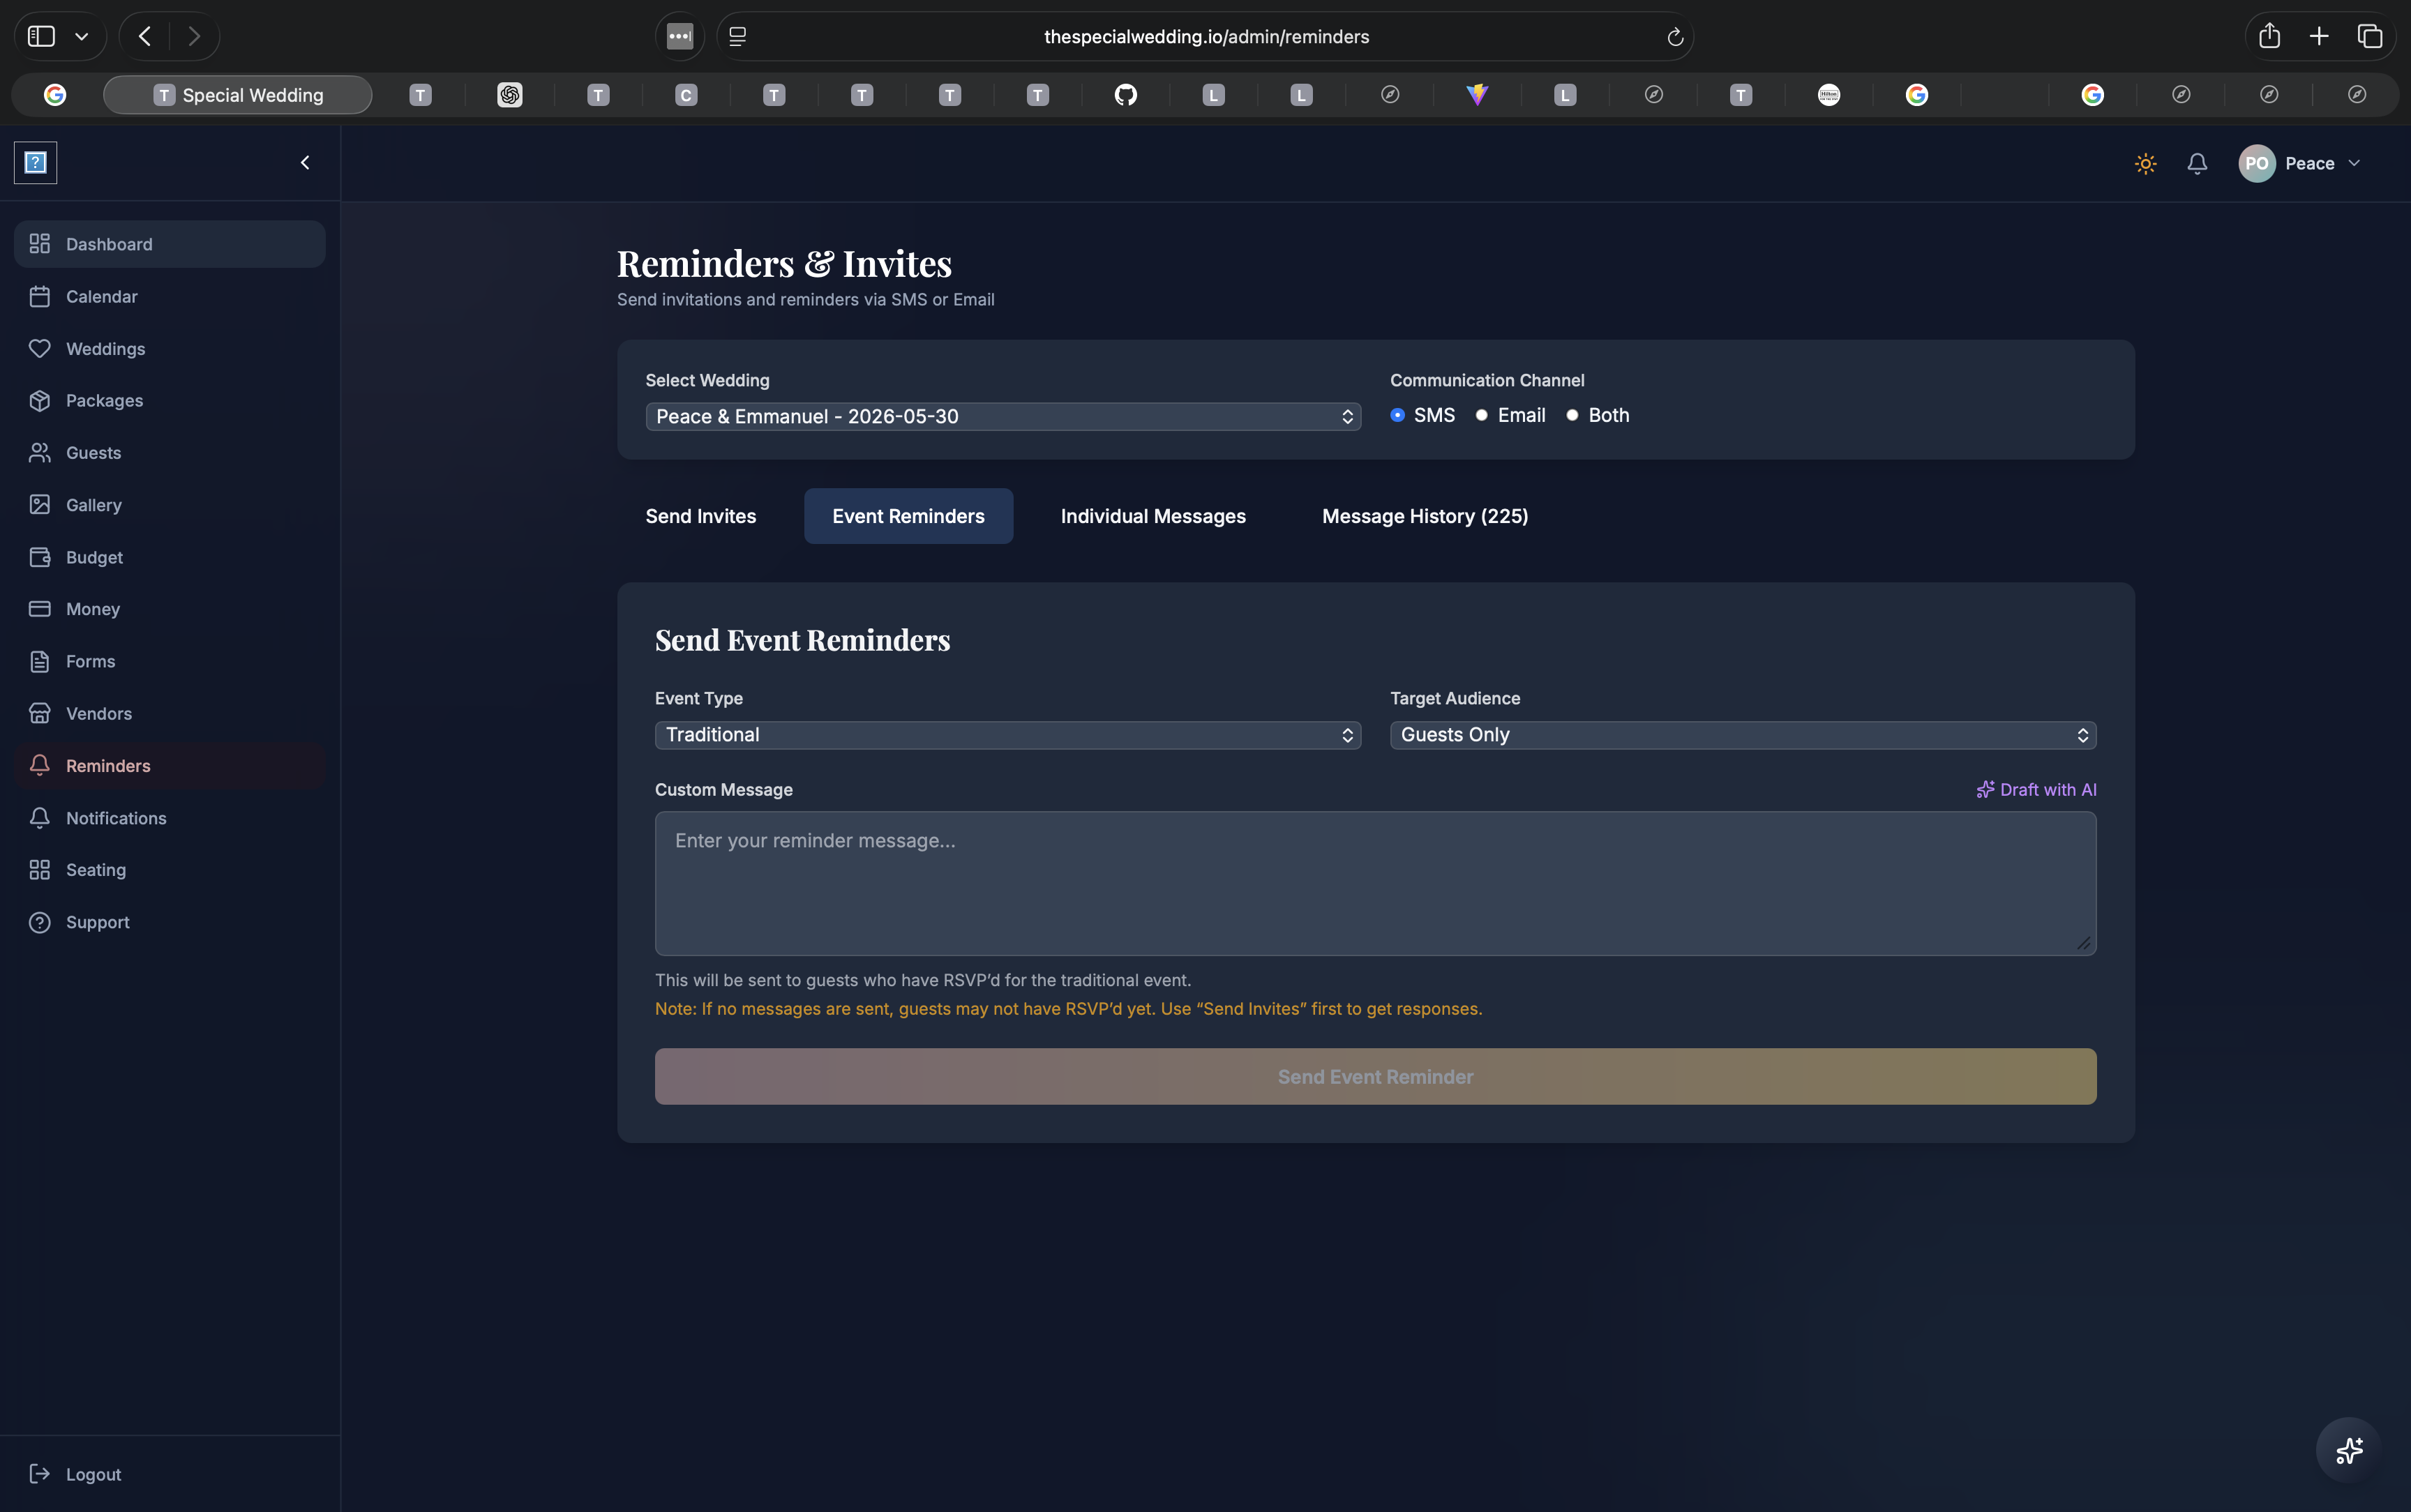 thespecialwedding.io/admin/reminders
T Special Wedding
T
T
C
T
T
T
T
L
L
L
T
?
PO Peace
Dashboard
Calendar
Weddings
Packages
Guests
Gallery
Budget
Money
Forms
Vendors
Reminders
Notifications
Seating
Support
Logout
Reminders & Invites
Send invitations and reminders via SMS or Email
Select Wedding
Peace & Emmanuel - 2026-05-30
Communication Channel
SMS Email Both
Send Invites Event Reminders Individual Messages Message History (225)
Send Event Reminders
Event Type
Traditional
Target Audience
Guests Only
Custom Message
Draft with AI
Enter your reminder message...
This will be sent to guests who have RSVP’d for the traditional event.
Note: If no messages are sent, guests may not have RSVP’d yet. Use “Send Invites” first to get responses.
Send Event Reminder